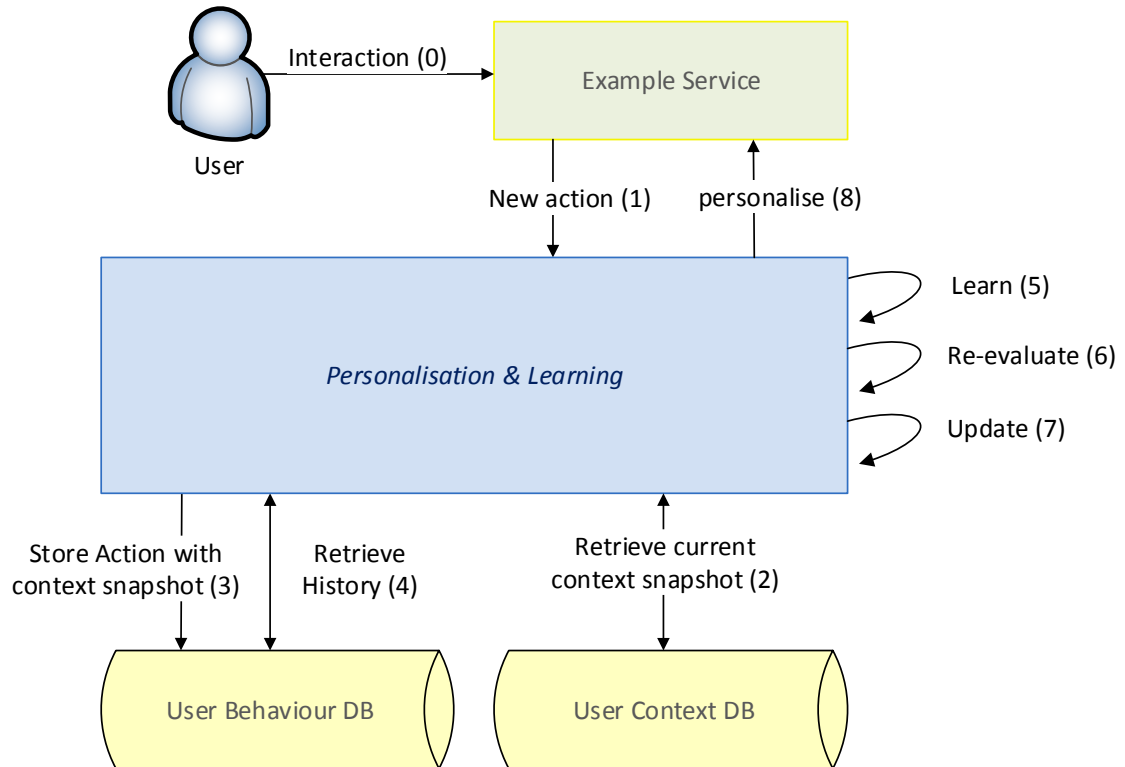 Interaction (0)
Example Service
User
New action (1)
personalise (8)
Learn (5)
Re-evaluate (6)
Personalisation & Learning
Update (7)
Store Action with
context snapshot (3)
Retrieve
History (4)
Retrieve current
context snapshot (2)
User Behaviour DB
User Context DB